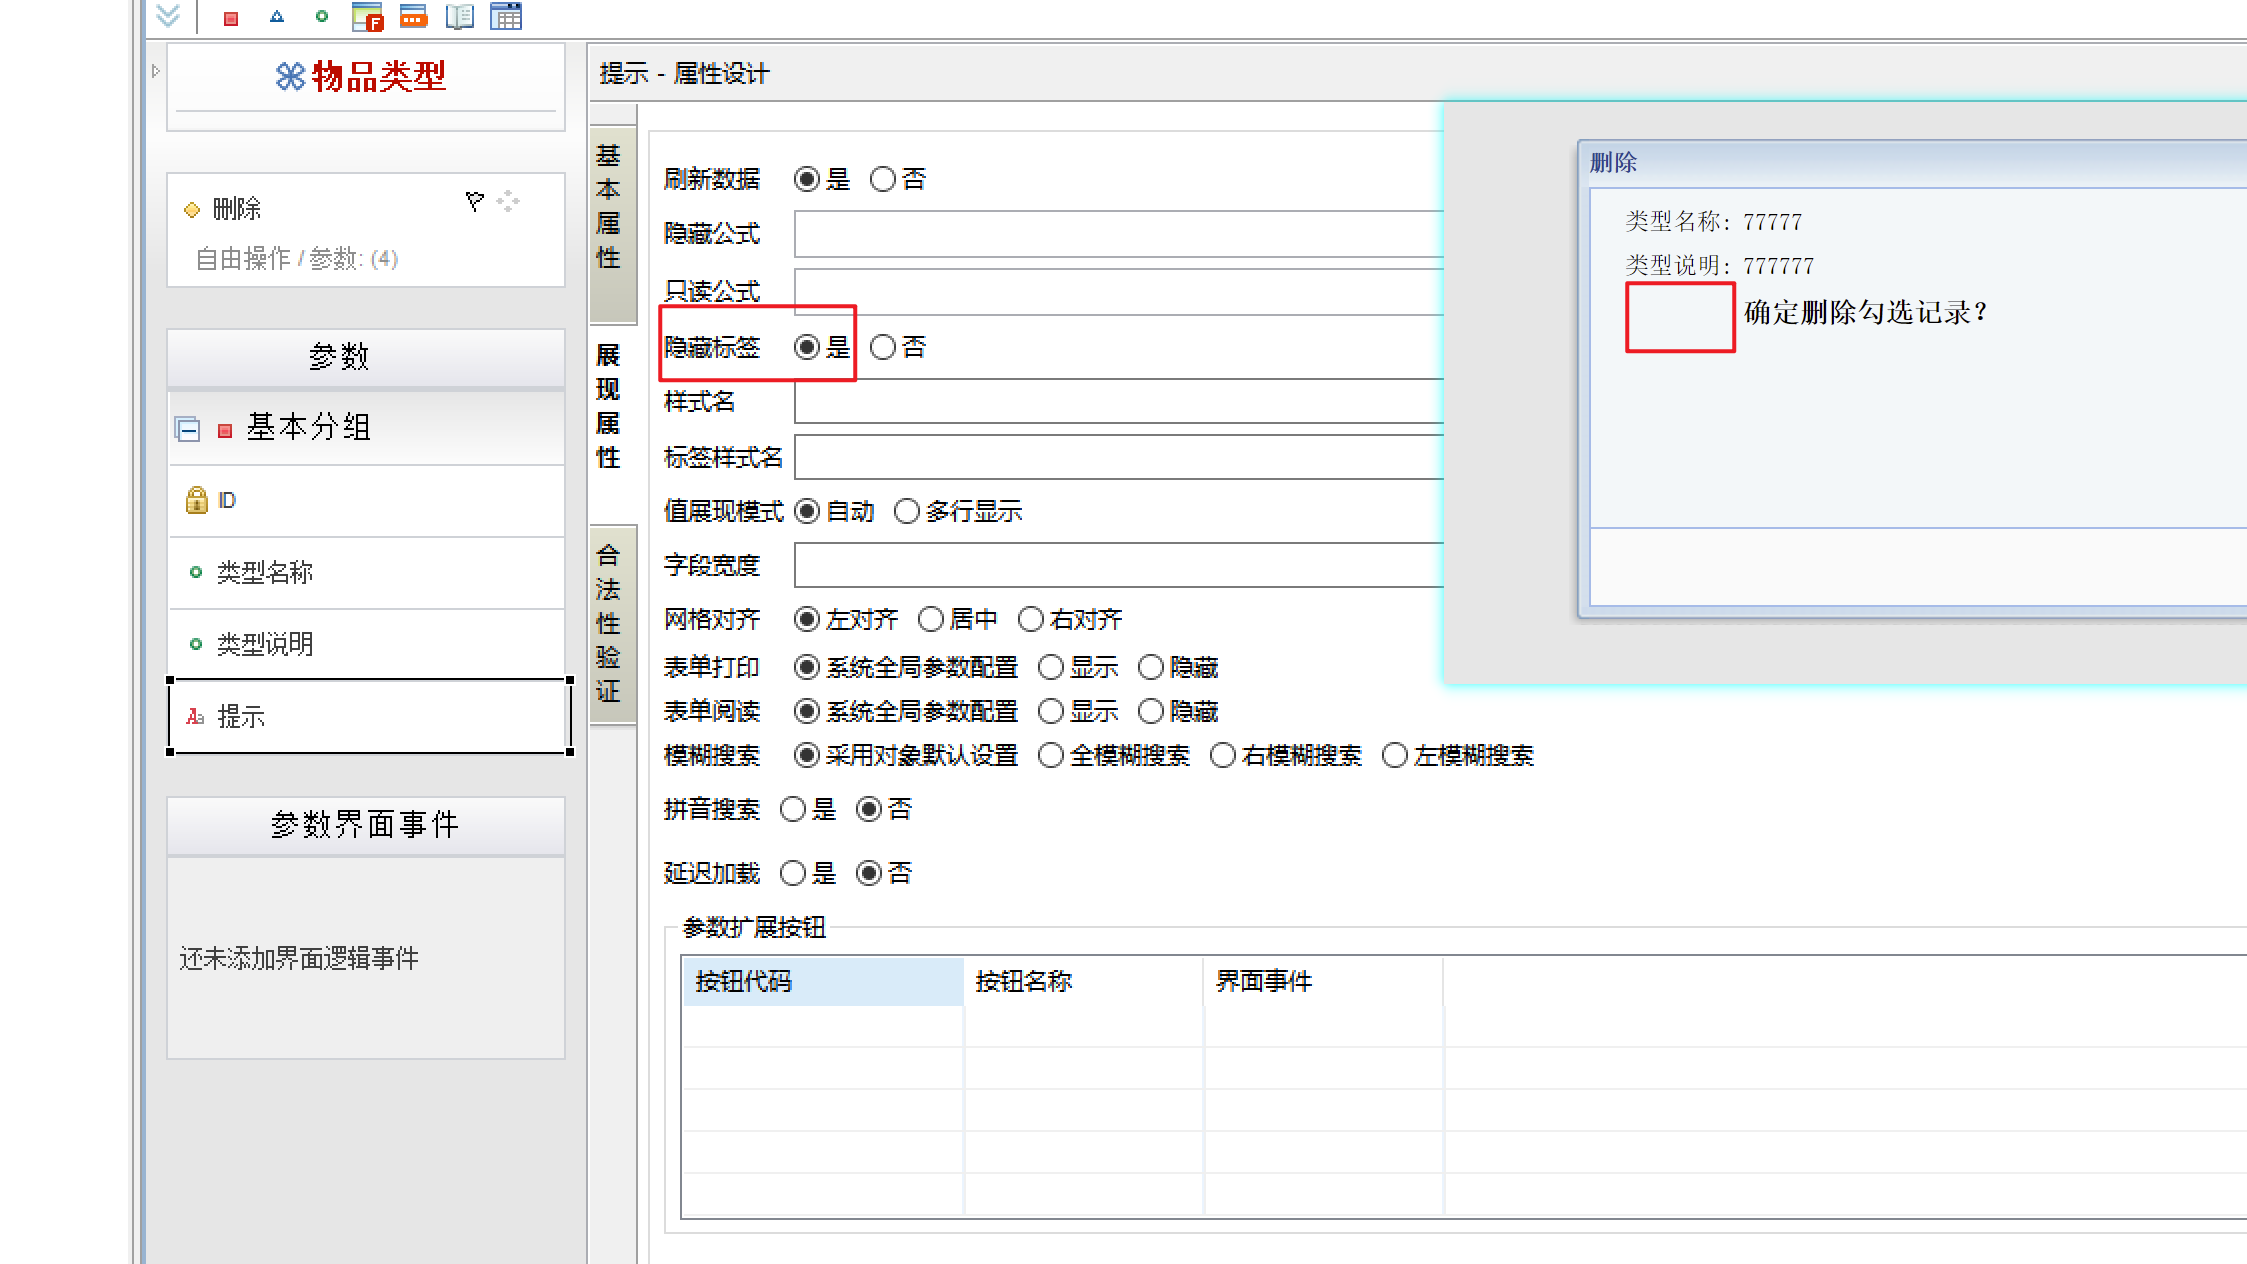 物品类型
删除
自由操作 / 参数: (4)
参数
基本分组
ID
类型名称
类型说明
Aa 提示
参数界面事件
还未添加界面逻辑事件
提示 - 属性设计
基本属性
展现属性
合法性验证
刷新数据 是 否
隐藏公式
只读公式
隐藏标签 是 否
样式名
标签样式名
值展现模式 自动 多行显示
字段宽度
网格对齐 左对齐 居中 右对齐
表单打印 系统全局参数配置 显示 隐藏
表单阅读 系统全局参数配置 显示 隐藏
模糊搜索 采用对象默认设置 全模糊搜索 右模糊搜索 左模糊搜索
拼音搜索 是 否
延迟加载 是 否
参数扩展按钮
按钮代码 按钮名称 界面事件
删除
类型名称: 77777
类型说明: 777777
确定删除勾选记录?